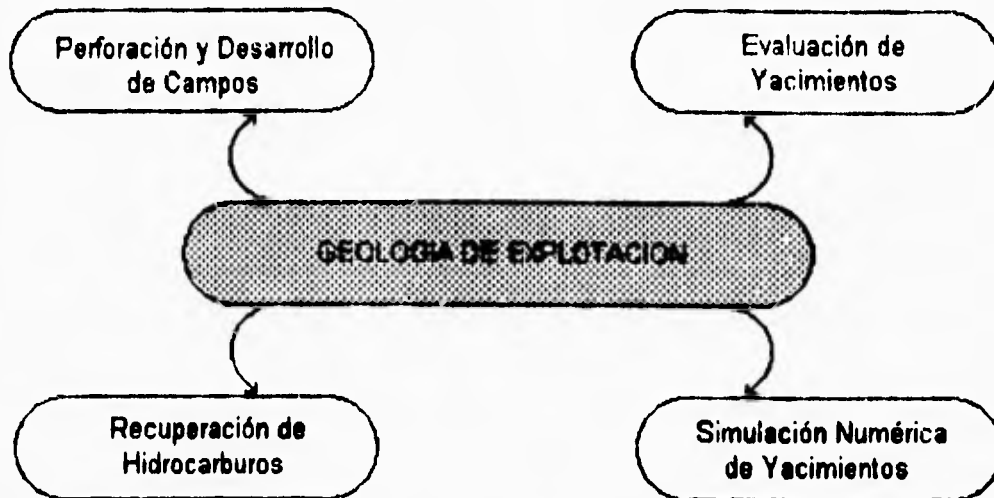 Perforación y Desarrollo
de Campos
Evaluación de
Yacimientos
GEOLOGIA DE EXPLOTACION
Recuperación de
Hidrocarburos
Simulación Numérica
de Yacimientos